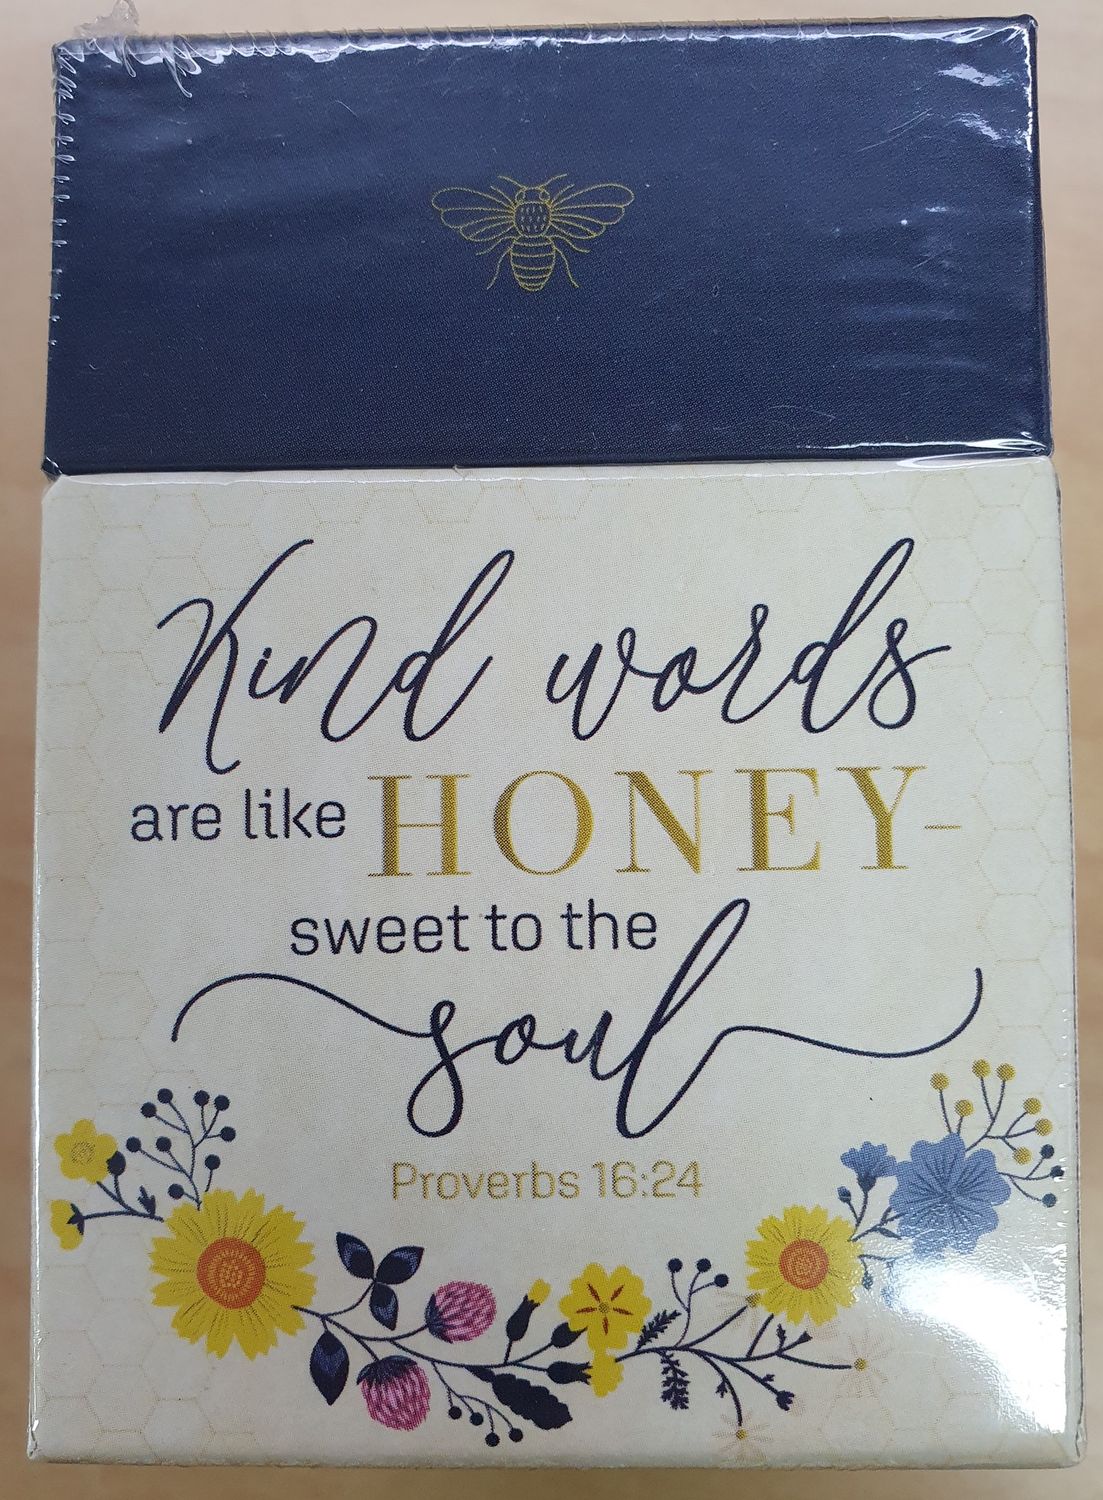 Kind words
are like HONEY-
sweet to the
soul
Proverbs 16:24